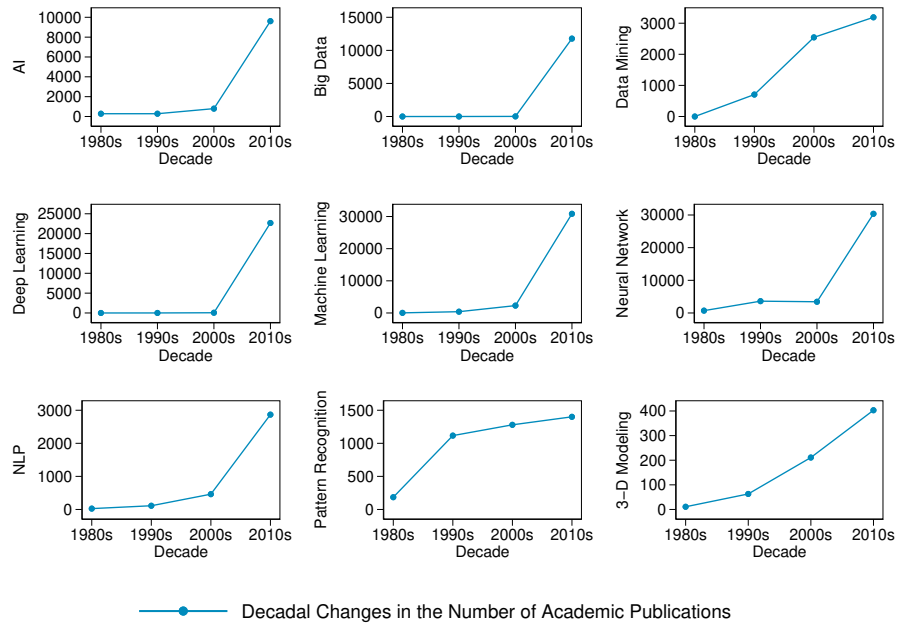 AI
10000
8000
6000
4000
2000
0
1980s 1990s 2000s 2010s
Decade
Big Data
15000
10000
5000
0
1980s 1990s 2000s 2010s
Decade
Data Mining
3000
2000
1000
0
1980s 1990s 2000s 2010s
Decade
Deep Learning
25000
20000
15000
10000
5000
0
1980s 1990s 2000s 2010s
Decade
Machine Learning
30000
20000
10000
0
1980s 1990s 2000s 2010s
Decade
Neural Network
30000
20000
10000
0
1980s 1990s 2000s 2010s
Decade
NLP
3000
2000
1000
0
1980s 1990s 2000s 2010s
Decade
Pattern Recognition
1500
1000
500
0
1980s 1990s 2000s 2010s
Decade
3−D Modeling
400
300
200
100
0
1980s 1990s 2000s 2010s
Decade
Decadal Changes in the Number of Academic Publications